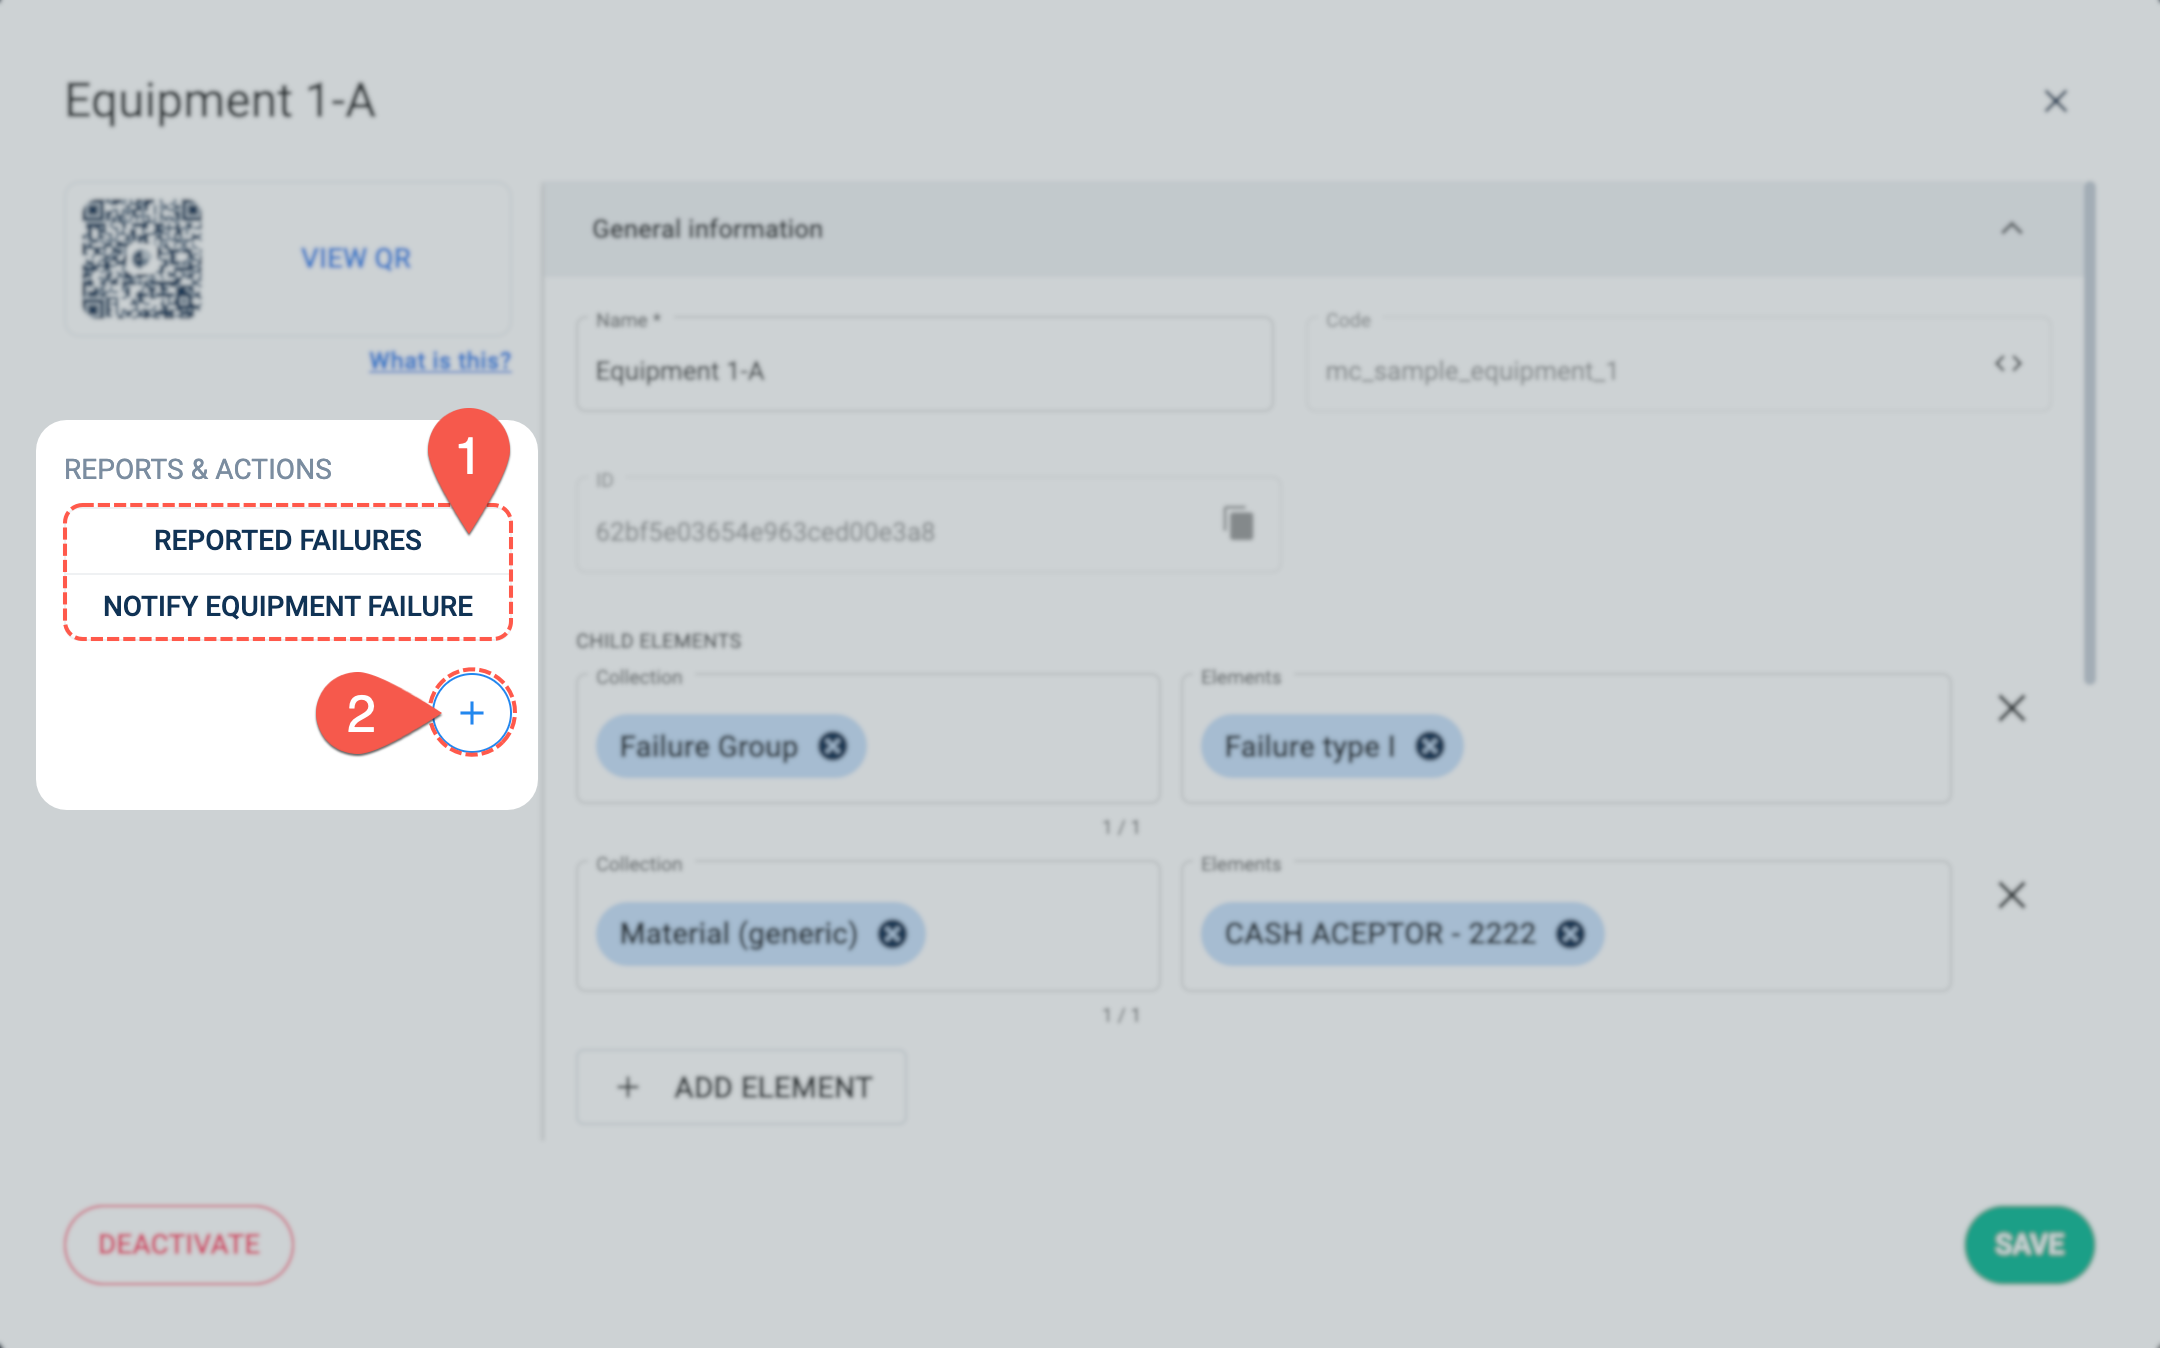 Equipment 1-A
VIEW QR
What is this?
REPORTS & ACTIONS
1
REPORTED FAILURES
NOTIFY EQUIPMENT FAILURE
2
General information
Name *
Equipment 1-A
Code
mc_sample_equipment_1
ID
62bf5e03654e963ced00e3a8
CHILD ELEMENTS
Collection
Failure Group
Elements
Failure type I
1 / 1
Collection
Material (generic)
Elements
CASH ACEPTOR - 2222
1 / 1
+ ADD ELEMENT
DEACTIVATE
SAVE